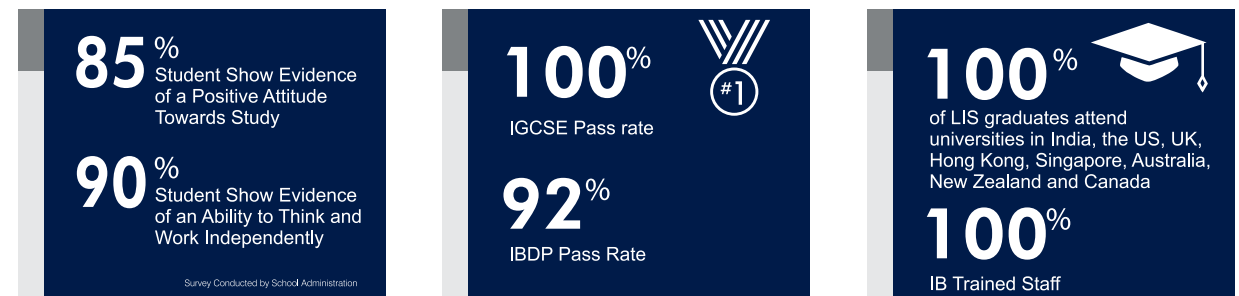 85%
Student Show Evidence
of a Positive Attitude
Towards Study
90%
Student Show Evidence
of an Ability to Think and
Work Independently
Survey Conducted by School Administration
100%
#1
IGCSE Pass rate
92%
IBDP Pass Rate
100%
of LIS graduates attend
universities in India, the US, UK,
Hong Kong, Singapore, Australia,
New Zealand and Canada
100%
IB Trained Staff